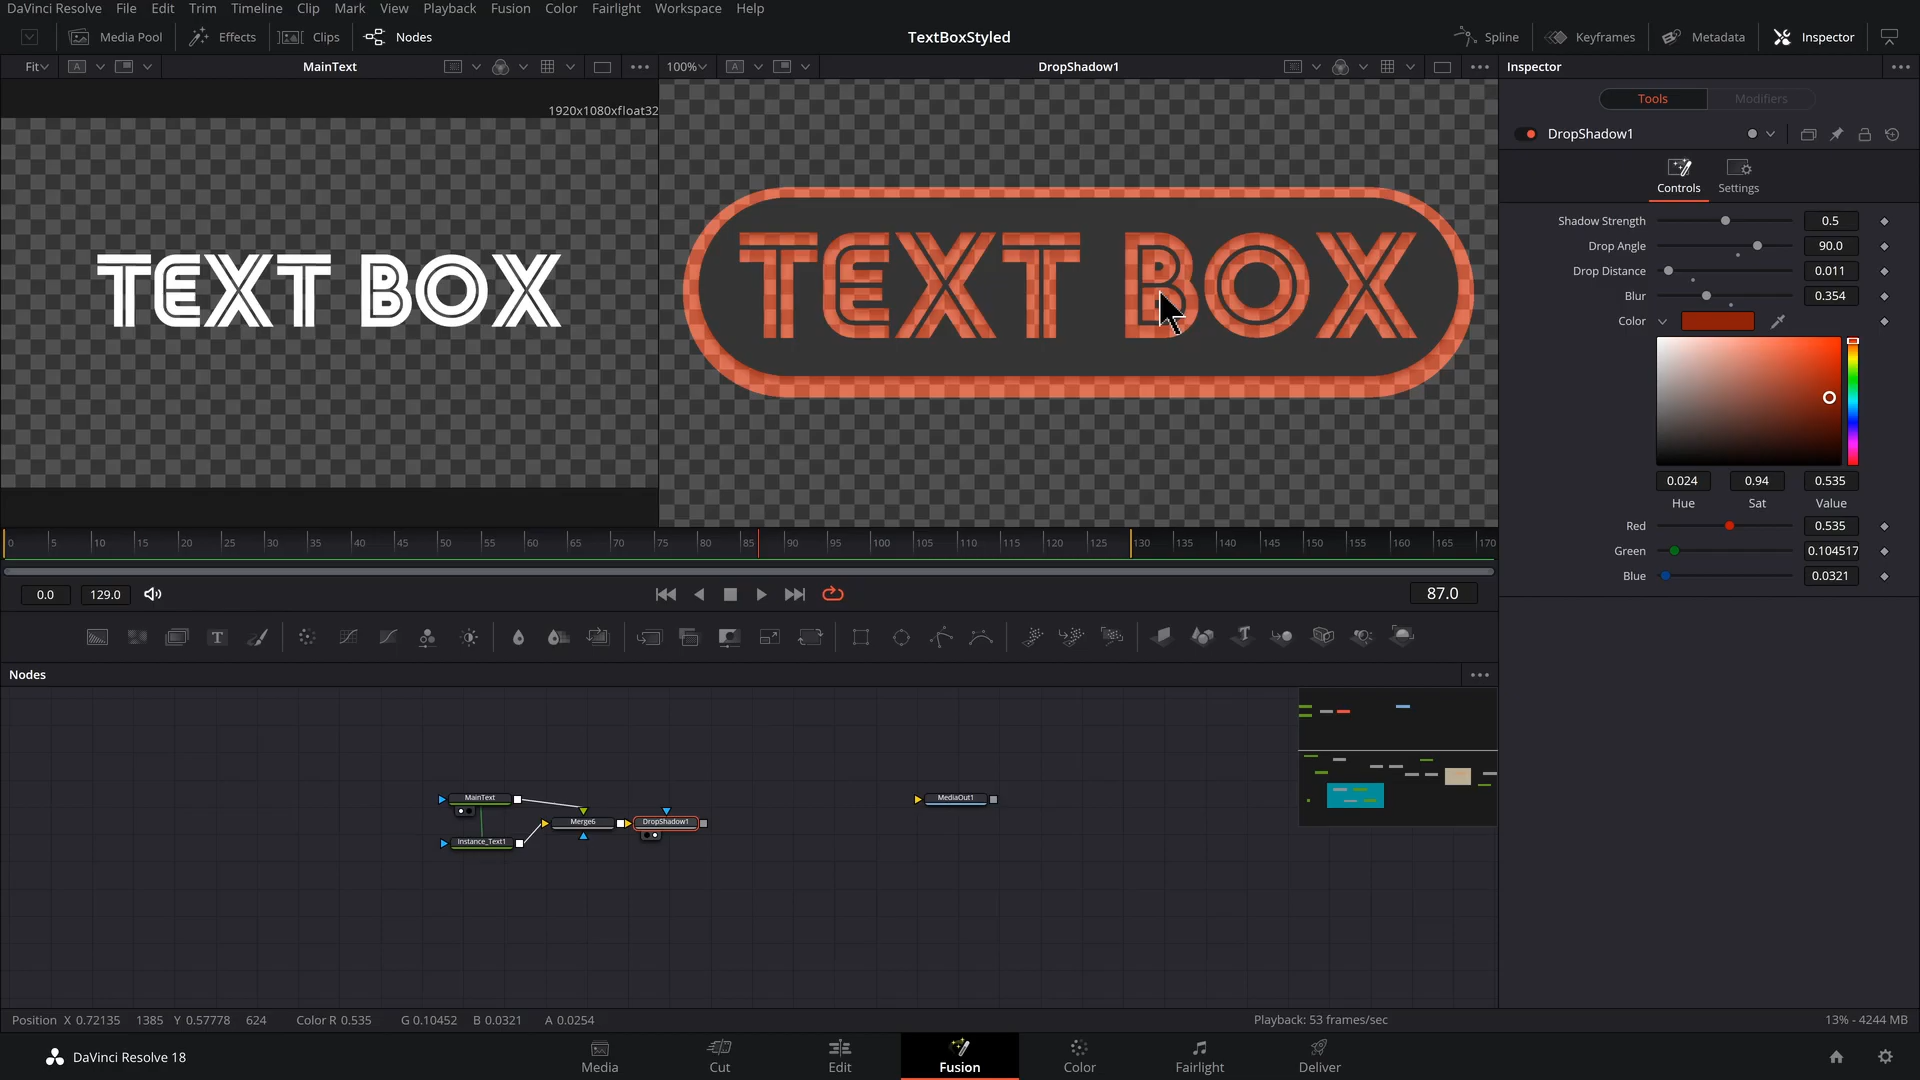 DaVinci Resolve File Edit Trim Timeline Clip Mark View Playback Fusion Color Fairlight Workspace Help
Media Pool Effects Clips Nodes TextBoxStyled Spline Keyframes Metadata Inspector
Fit A MainText 100% A DropShadow1 Inspector
1920x1080xfloat32
TEXT BOX
TEXT BOX
Tools Modifiers
DropShadow1
Controls Settings
Shadow Strength 0.5
Drop Angle 90.0
Drop Distance 0.011
Blur 0.354
Color
0.024 0.94 0.535
Hue Sat Value
Red 0.535
Green 0.104517
Blue 0.0321
0 5 10 15 20 25 30 35 40 45 50 55 60 65 70 75 80 85 90 95 100 105 110 115 120 125 130 135 140 145 150 155 160 165 170
0.0 129.0 87.0
T T
Nodes
MainText MediaOut1
Merge6 DropShadow1
Instance_Text1
Position X 0.72135 1385 Y 0.57778 624 Color R 0.535 G 0.10452 B 0.0321 A 0.0254 Playback: 53 frames/sec 13% - 4244 MB
DaVinci Resolve 18 Media Cut Edit Fusion Color Fairlight Deliver